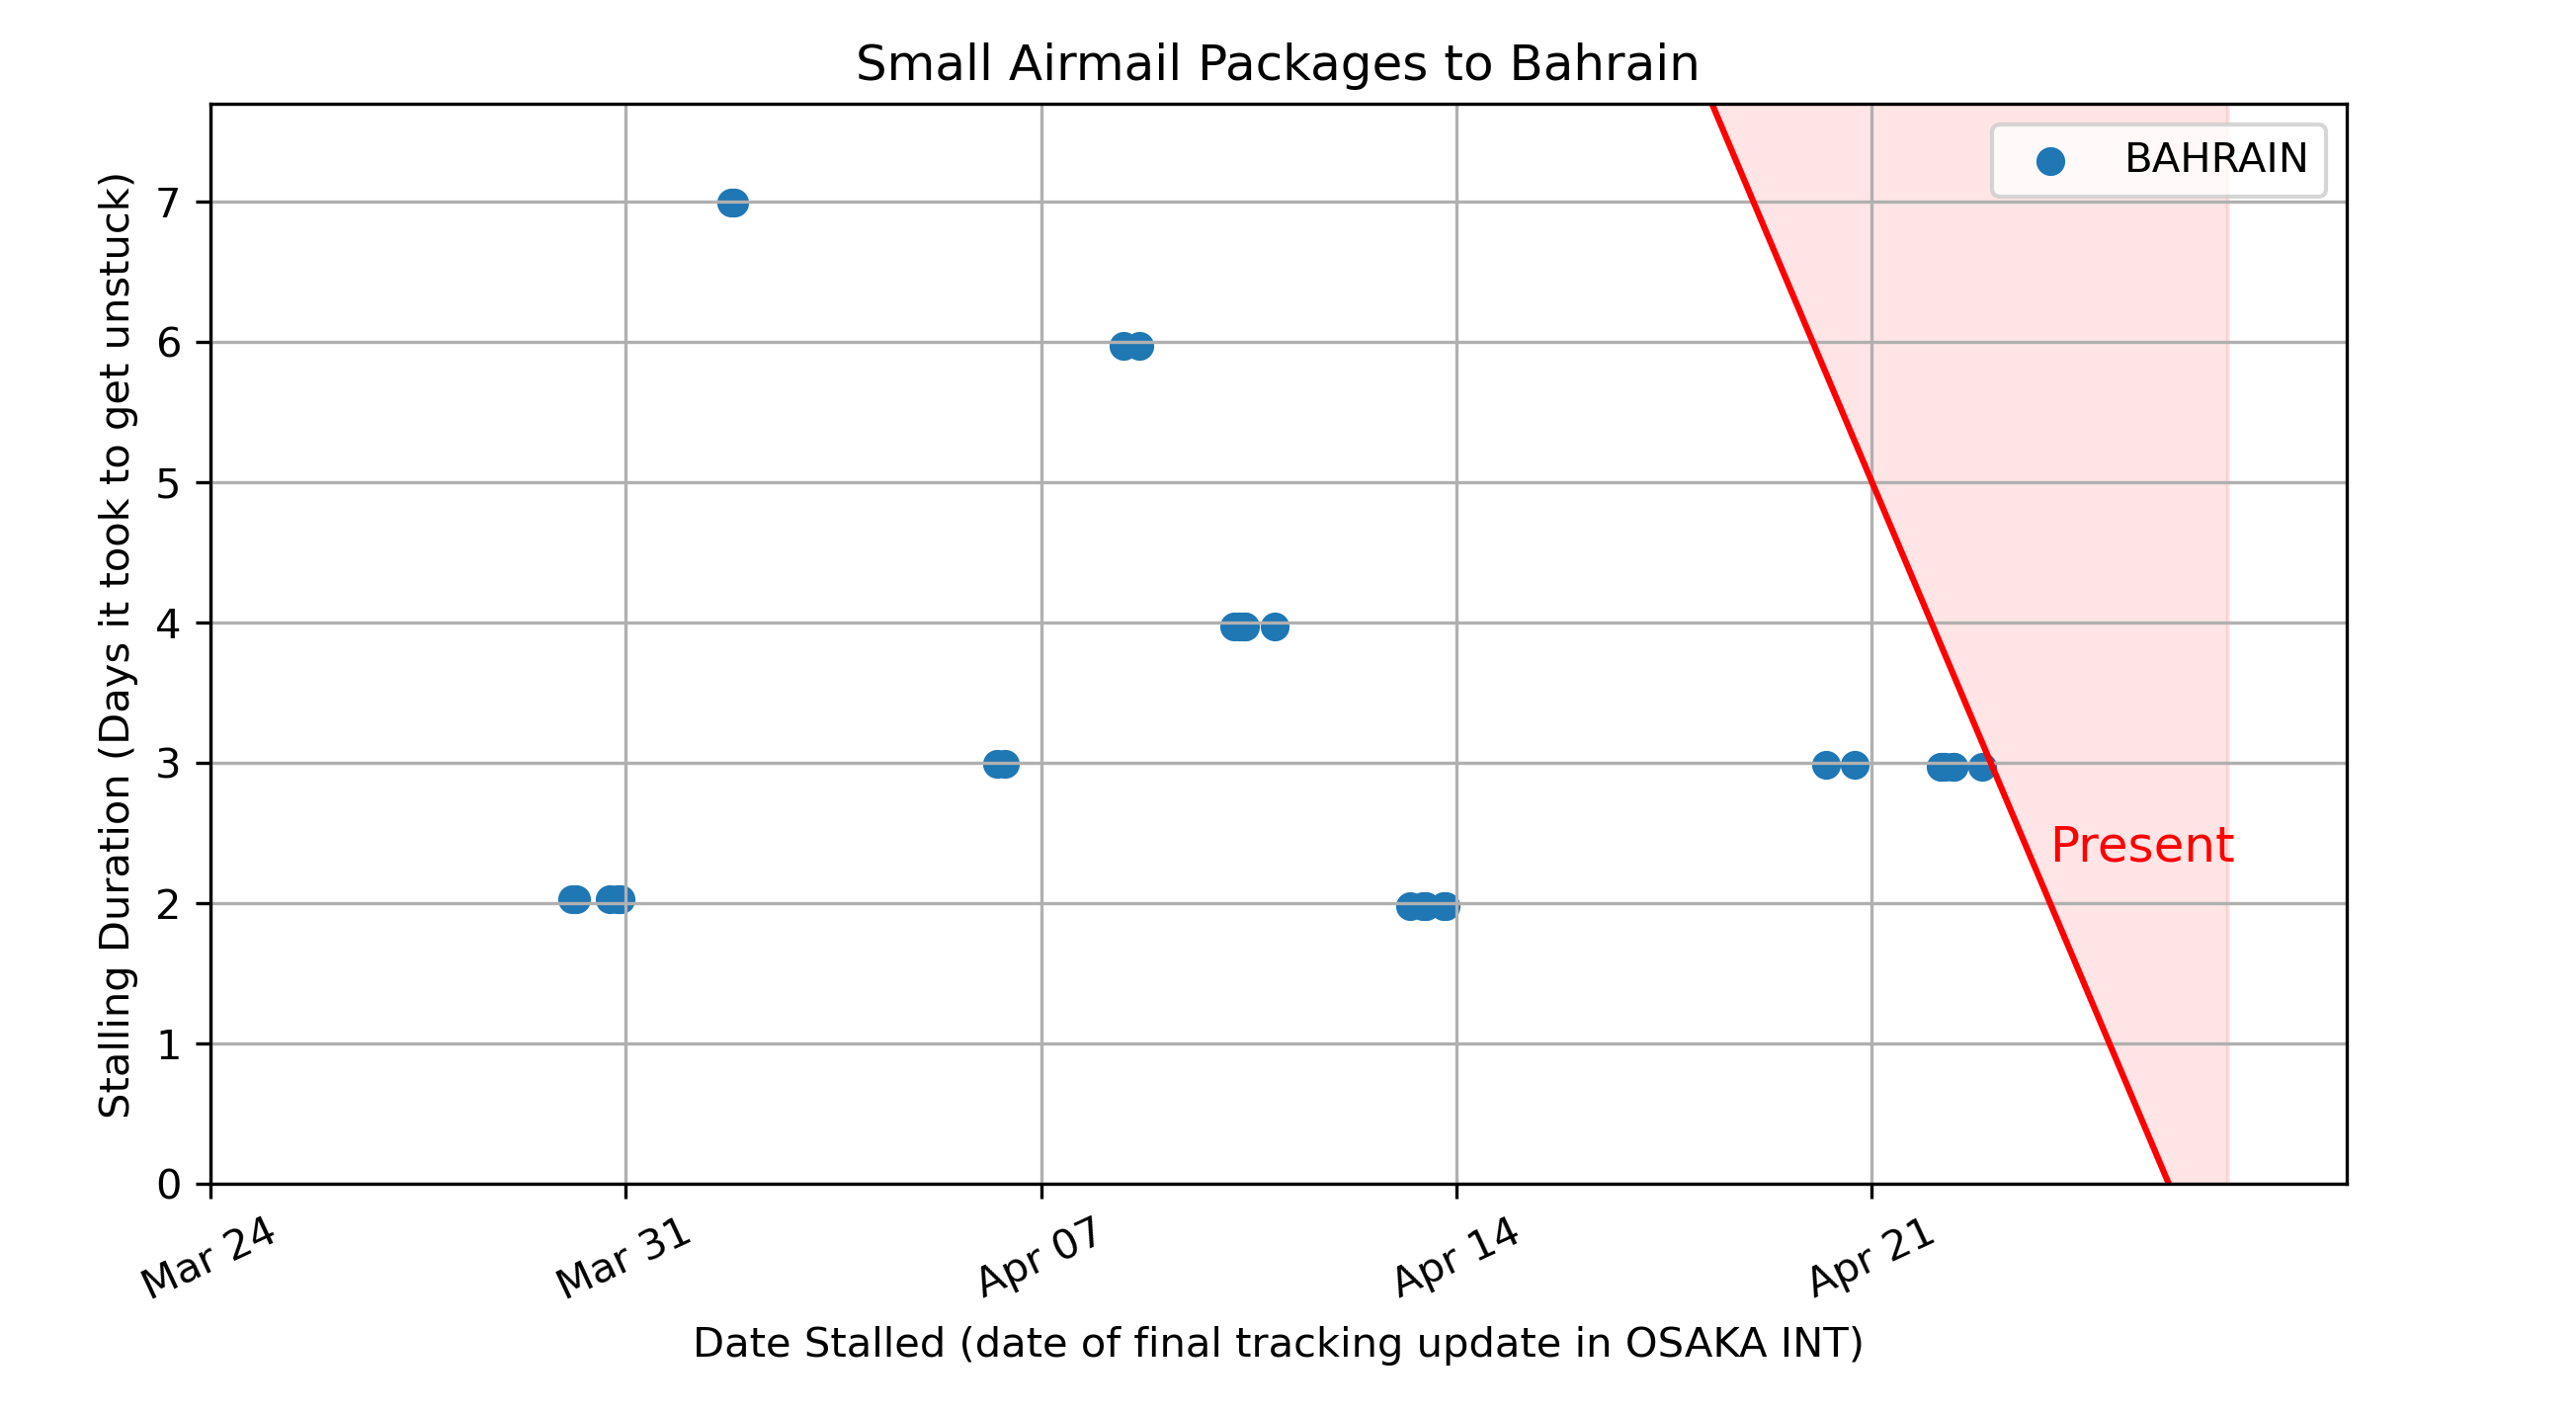 Small Airmail Packages to Bahrain
BAHRAIN
Stalling Duration (Days it took to get unstuck)
7
6
5
4
3
2
1
0
Present
Mar 24
Mar 31
Apr 07
Apr 14
Apr 21
Date Stalled (date of final tracking update in OSAKA INT)